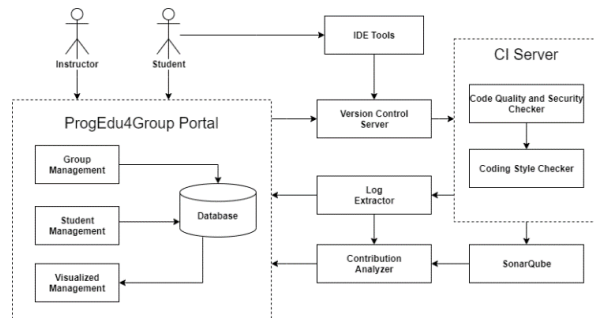 Instructor
Student
IDE Tools
CI Server
ProgEdu4Group Portal
Version Control
Server
Code Quality and Security
Checker
Coding Style Checker
Group
Management
Database
Student
Management
Log
Extractor
Visualized
Management
Contribution
Analyzer
SonarQube